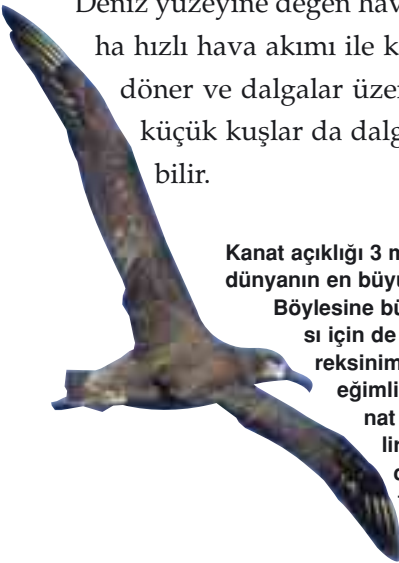 Deniz yüzeyine değen hav
ha hızlı hava akımı ile k
döner ve dalgalar üzer
küçük kuşlar da dalg
bilir.
Kanat açıklığı 3 m
dünyanın en büyü
Böylesine bü
sı için de
reksinim
eğimli
nat
lir